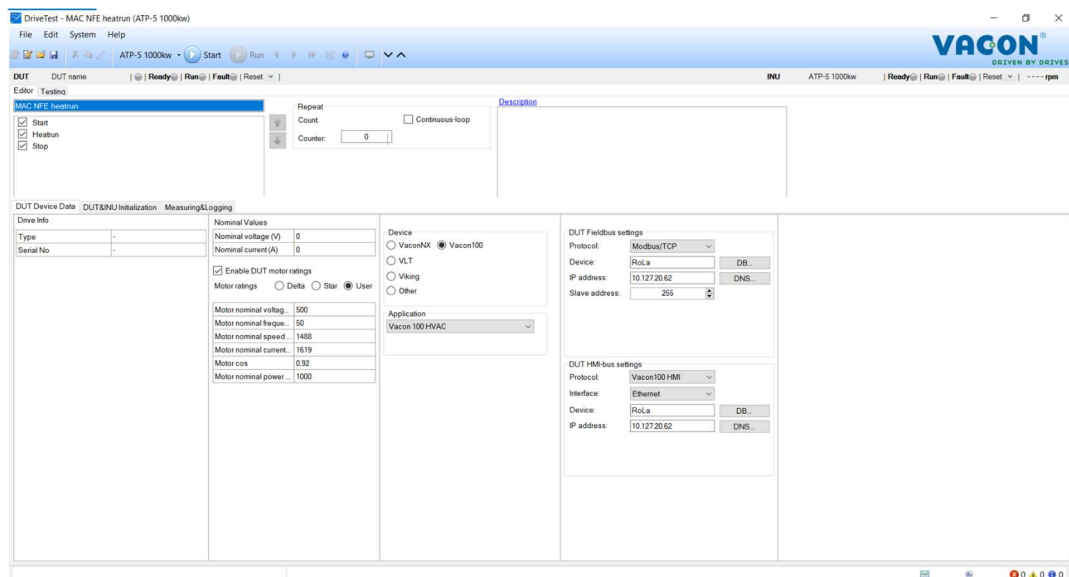 DriveTest - MAC NFE heatrun (ATP-5 1000kw)
File Edit System Help
ATP-5 1000kw Start Run
VACON®
DRIVEN BY DRIVES
DUT DUT name | | Ready | Run | Fault | Reset |
INU ATP-5 1000kw | Ready | Run | Fault | Reset | ---- rpm
Editor Testing
MAC NFE heatrun
Start
Heatrun
Stop
Repeat
Count:
Continuous-loop
Counter: 0
Description
DUT Device Data DUT&INU Initialization Measuring&Logging
Drive Info
Type -
Serial No -
Nominal Values
Nominal voltage (V) 0
Nominal current (A) 0
Enable DUT motor ratings
Motor ratings Delta Star User
Motor nominal voltag... 500
Motor nominal freque... 50
Motor nominal speed ... 1488
Motor nominal current... 1619
Motor cos 0,92
Motor nominal power ... 1000
Device
VaconNX Vacon100
VLT
Viking
Other
Application
Vacon 100 HVAC
DUT Fieldbus settings
Protocol: Modbus/TCP
Device: RoLa DB...
IP address: 10.127.20.62 DNS...
Slave address: 255
DUT HMI-bus settings
Protocol: Vacon100 HMI
Interface: Ethernet
Device: RoLa DB...
IP address: 10.127.20.62 DNS...
0 0 0